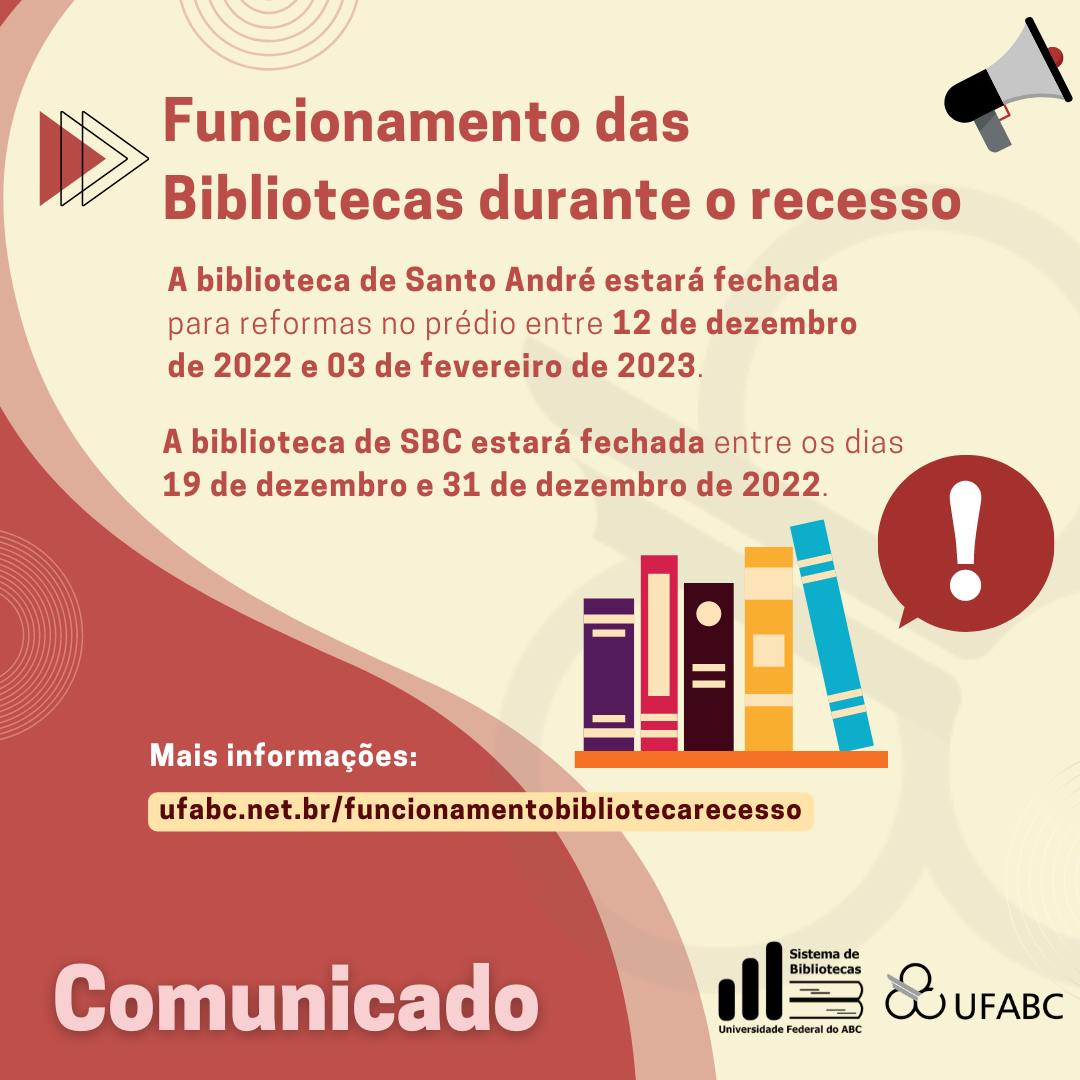 Funcionamento das
Bibliotecas durante o recesso
A biblioteca de Santo André estará fechada
para reformas no prédio entre 12 de dezembro
de 2022 e 03 de fevereiro de 2023.
A biblioteca de SBC estará fechada entre os dias
19 de dezembro e 31 de dezembro de 2022.
!
Mais informações:
ufabc.net.br/funcionamentobibliotecarecesso
Comunicado
Sistema de
Bibliotecas
Universidade Federal do ABC
UFABC